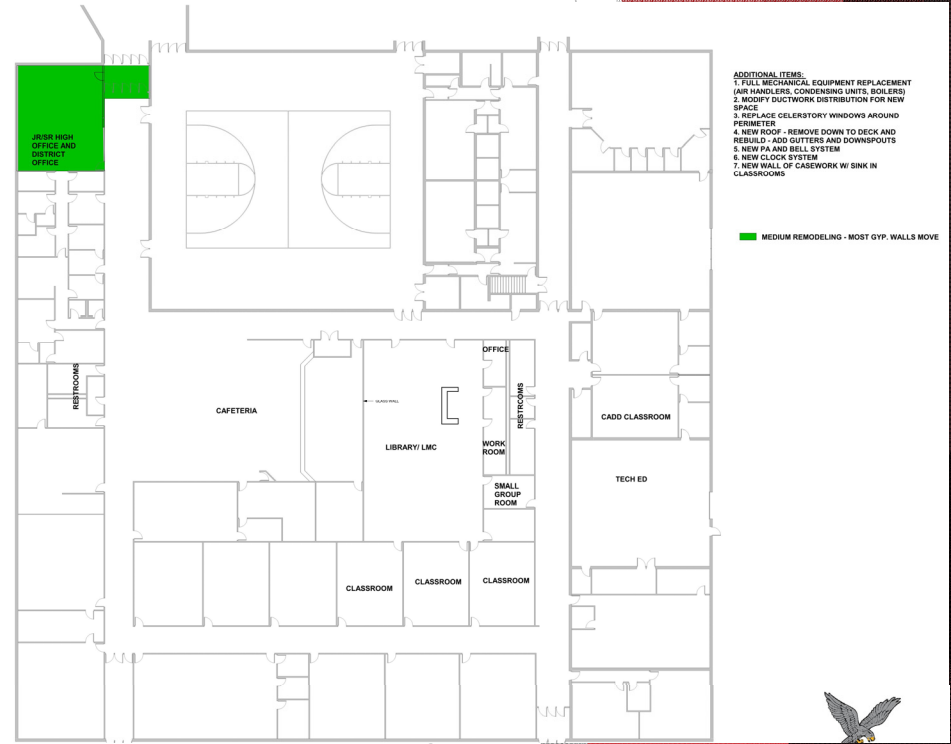 ADDITIONAL ITEMS:
1. FULL MECHANICAL EQUIPMENT REPLACEMENT
(AIR HANDLERS, CONDENSING UNITS, BOILERS)
2. MODIFY DUCTWORK DISTRIBUTION FOR NEW
SPACE
3. REPLACE CELERSTORY WINDOWS AROUND
PERIMETER
4. NEW ROOF - REMOVE DOWN TO DECK AND
REBUILD - ADD GUTTERS AND DOWNSPOUTS
5. NEW PA AND BELL SYSTEM
6. NEW CLOCK SYSTEM
7. NEW WALL OF CASEWORK W/ SINK IN
CLASSROOMS
MEDIUM REMODELING - MOST GYP. WALLS MOVE
JR/SR HIGH
OFFICE AND
DISTRICT
OFFICE
RESTROOMS
CAFETERIA
GLASS WALL
LIBRARY/ LMC
OFFICE
RESTROOMS
WORK
ROOM
SMALL
GROUP
ROOM
CADD CLASSROOM
TECH ED
CLASSROOM
CLASSROOM
CLASSROOM